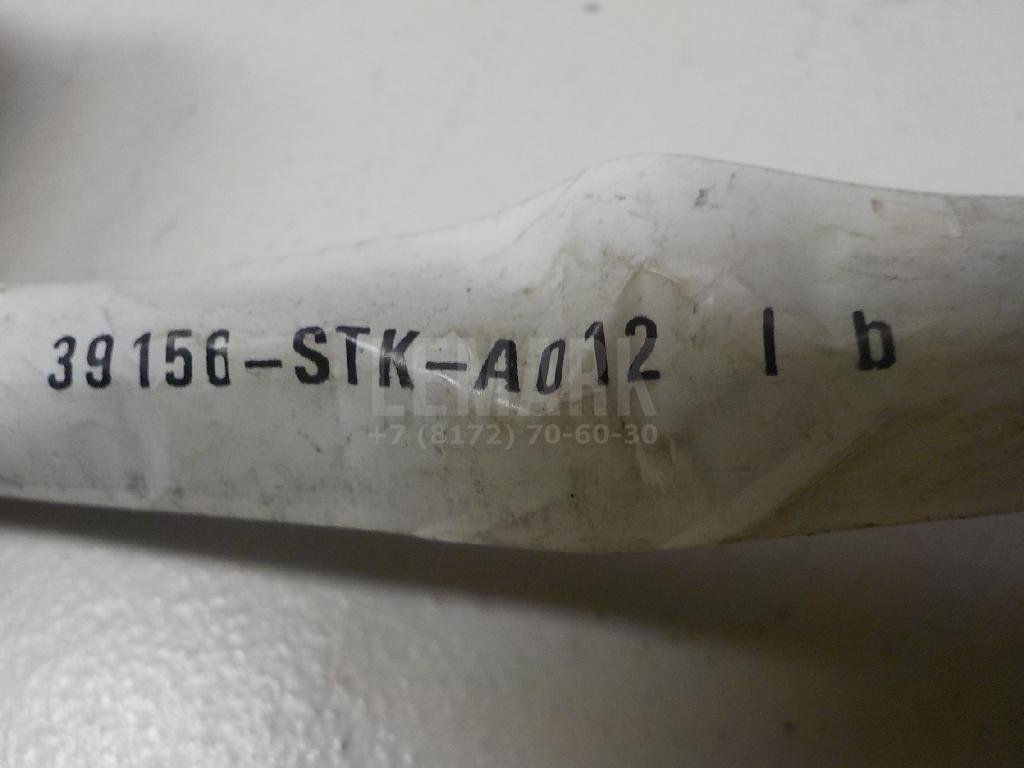 39156-STK-A012 I b
LEMARK
+7 (8172) 70-60-30